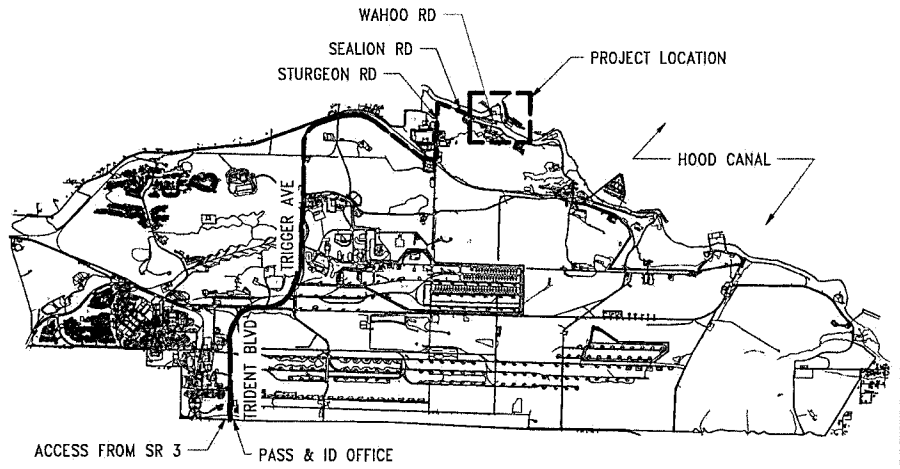 WAHOO RD
SEALION RD
PROJECT LOCATION
STURGEON RD
HOOD CANAL
TRIGGER AVE
TRIDENT BLVD
ACCESS FROM SR 3
PASS & ID OFFICE